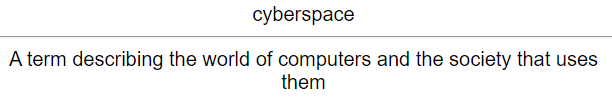 cyberspace
A term describing the world of computers and the society that uses
them